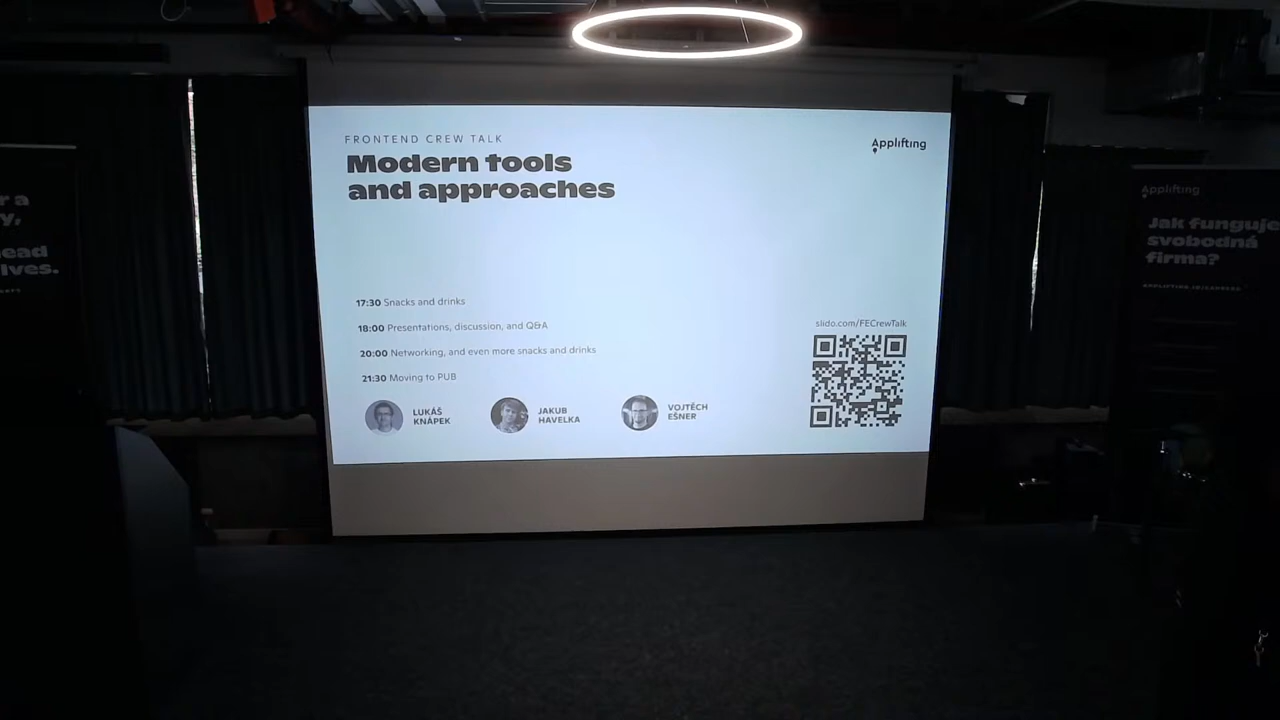 FRONTEND CREW TALK
Modern tools
and approaches
Applifting
17:30 Snacks and drinks
18:00 Presentations, discussion, and Q&A
20:00 Networking, and even more snacks and drinks
21:30 Moving to PUB
LUKÁŠ
KNÁPEK
JAKUB
HAVELKA
VOJTĚCH
EŠNER
slido.com/FECrewTalk
r a
y,
ead
lves.
Applifting
Jak funguje
svobodná
firma?